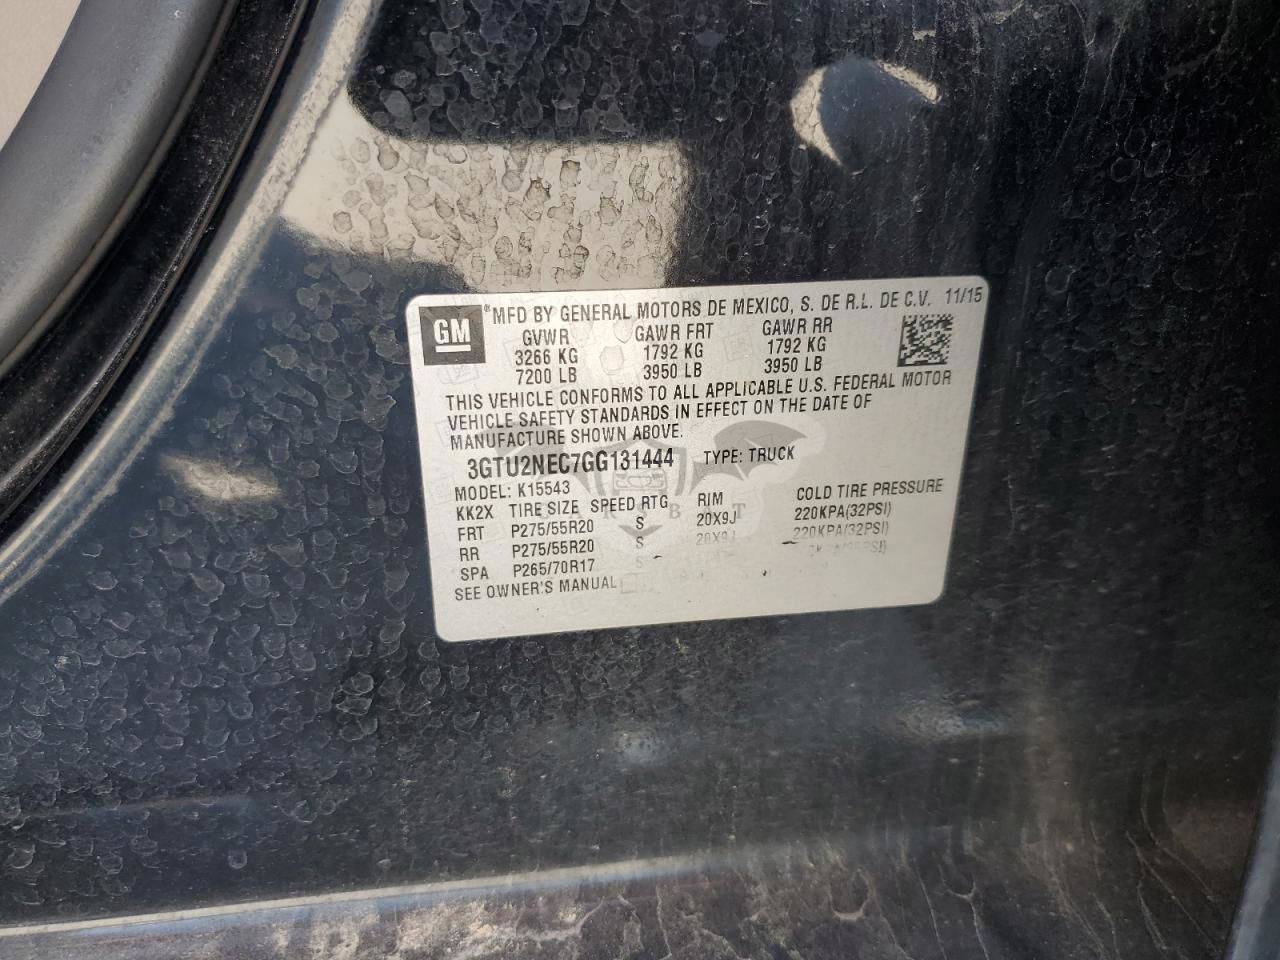 GM
®MFD BY GENERAL MOTORS DE MEXICO, S. DE R.L. DE C.V. 11/15
GVWR GAWR FRT GAWR RR
3266 KG 1792 KG 1792 KG
7200 LB 3950 LB 3950 LB
THIS VEHICLE CONFORMS TO ALL APPLICABLE U.S. FEDERAL MOTOR
VEHICLE SAFETY STANDARDS IN EFFECT ON THE DATE OF
MANUFACTURE SHOWN ABOVE.
3GTU2NEC7GG131444 TYPE: TRUCK
MODEL: K15543
KK2X TIRE SIZE SPEED RTG RIM COLD TIRE PRESSURE
FRT P275/55R20 S 20X9J 220KPA(32PSI)
RR P275/55R20 S 20X9J 220KPA(32PSI)
SPA P265/70R17 S
SEE OWNER'S MANUAL